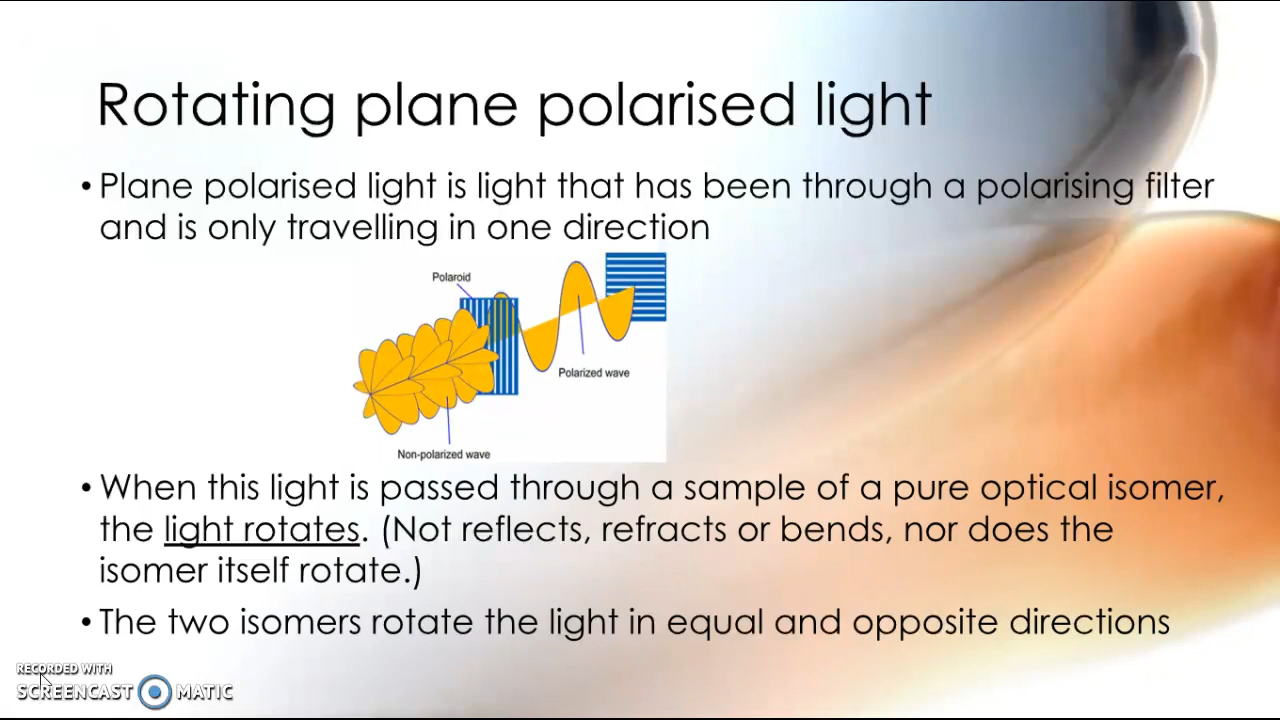 Rotating plane polarised light
• Plane polarised light is light that has been through a polarising filter
and is only travelling in one direction
Polaroid
Polarized wave
Non-polarized wave
• When this light is passed through a sample of a pure optical isomer,
the light rotates. (Not reflects, refracts or bends, nor does the
isomer itself rotate.)
• The two isomers rotate the light in equal and opposite directions
RECORDED WITH
SCREENCAST MATIC